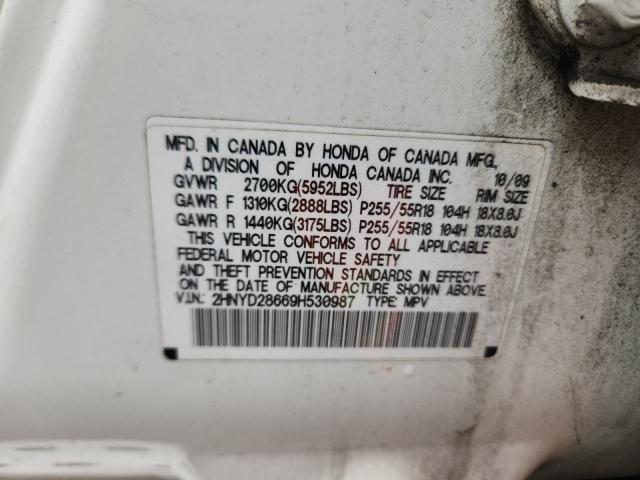 MFD. IN CANADA BY HONDA OF CANADA MFG.
A DIVISION OF HONDA CANADA INC. 10/09
GVWR 2700KG(5952LBS) TIRE SIZE RIM SIZE
GAWR F 1310KG(2888LBS) P255/55R18 104H 18X8.0J
GAWR R 1440KG(3175LBS) P255/55R18 104H 18X8.0J
THIS VEHICLE CONFORMS TO ALL APPLICABLE
FEDERAL MOTOR VEHICLE SAFETY
AND THEFT PREVENTION STANDARDS IN EFFECT
ON THE DATE OF MANUFACTURE SHOWN ABOVE.
V.I.N.: 2HNYD28669H530987 TYPE: MPV